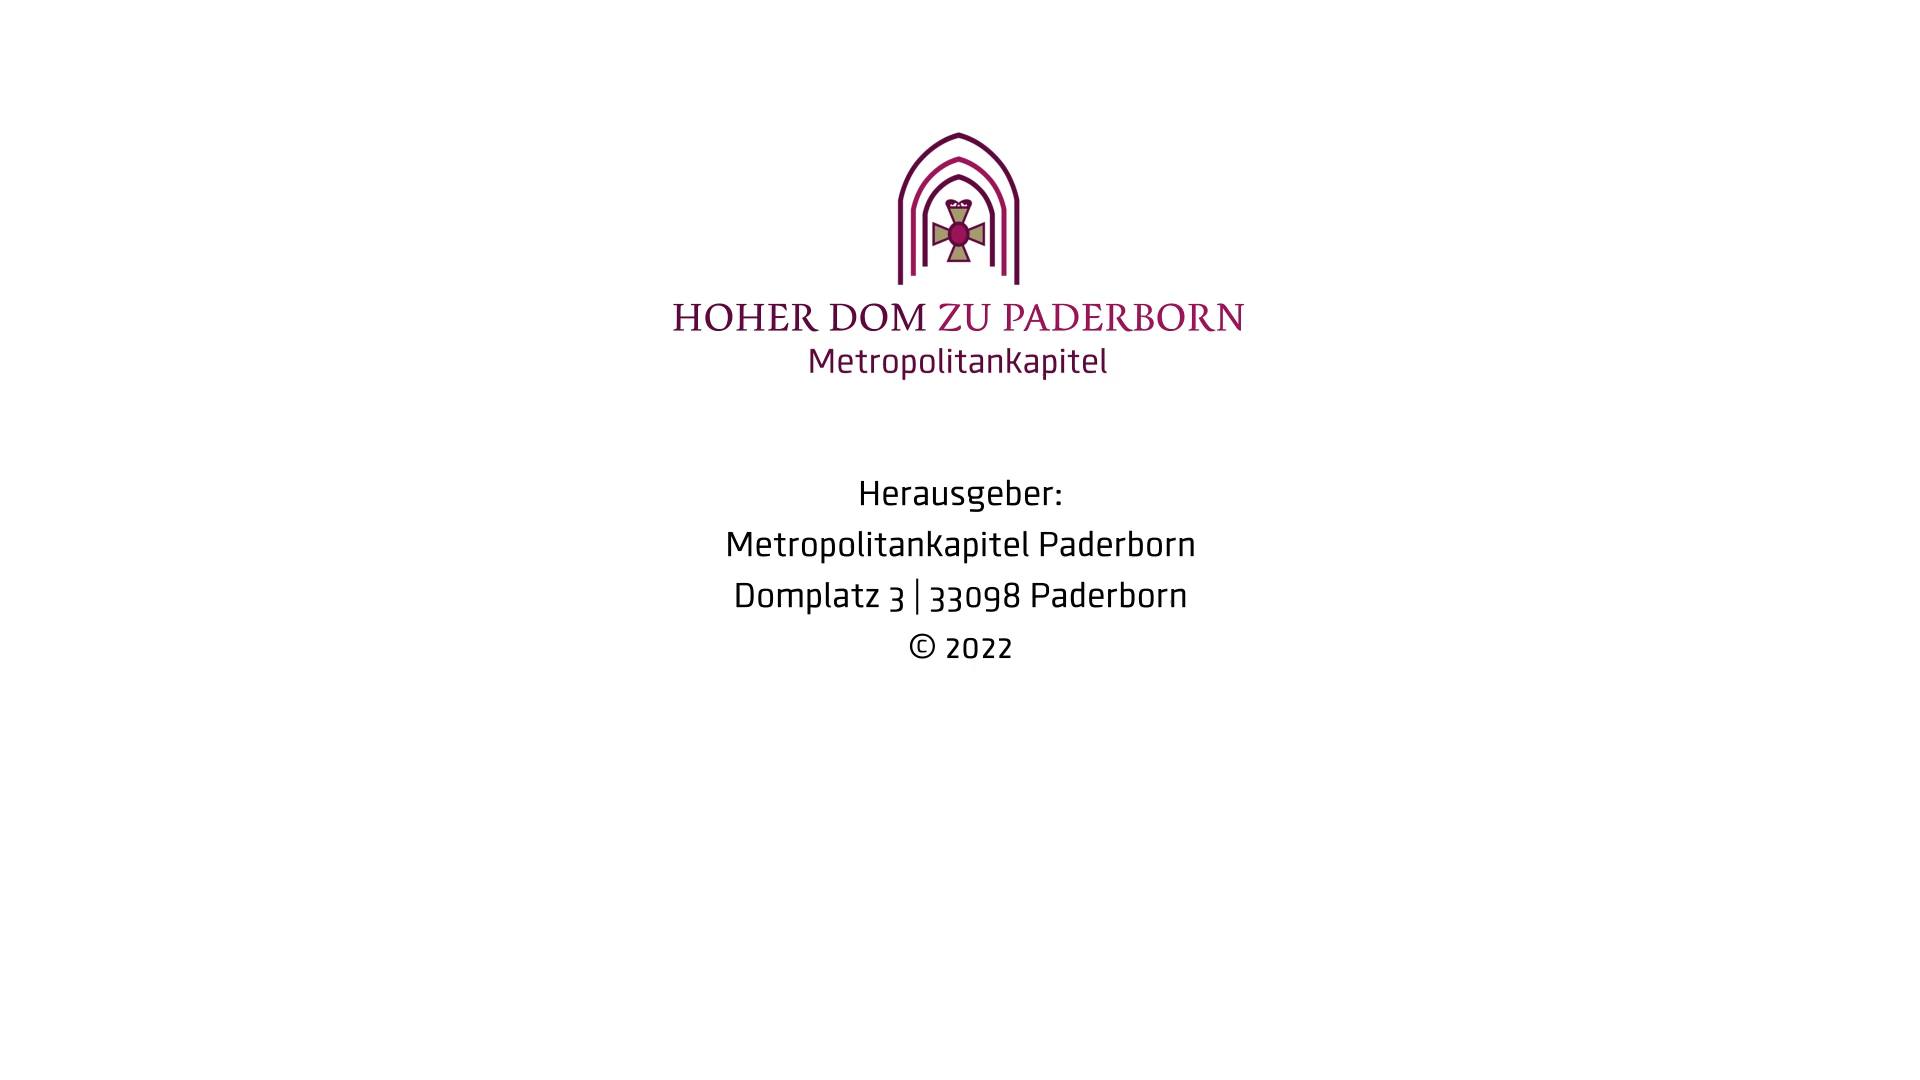 HOHER DOM ZU PADERBORN
Metropolitankapitel
Herausgeber:
Metropolitankapitel Paderborn
Domplatz 3 | 33098 Paderborn
© 2022